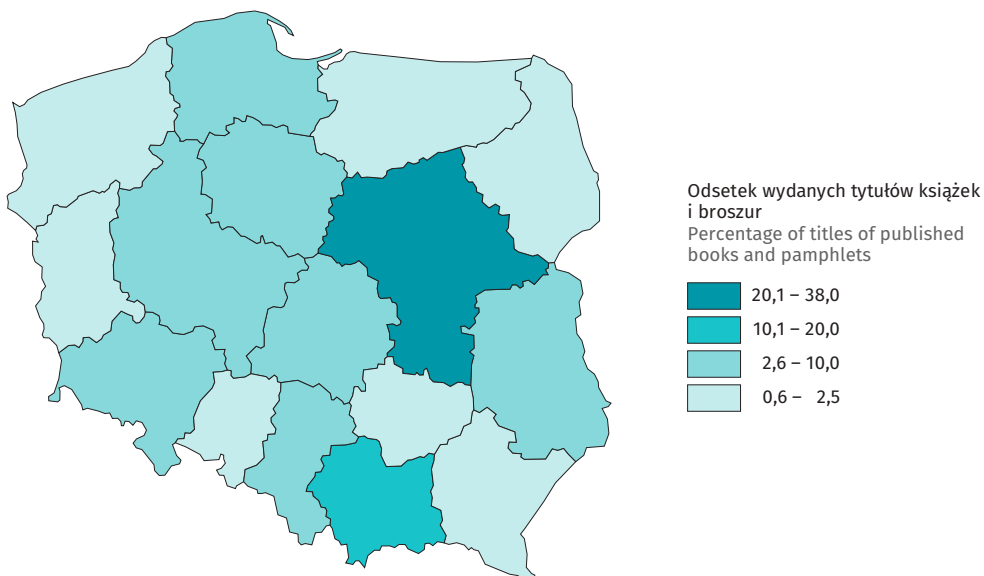 Odsetek wydanych tytułów książek
i broszur
Percentage of titles of published
books and pamphlets
20,1 – 38,0
10,1 – 20,0
2,6 – 10,0
0,6 – 2,5